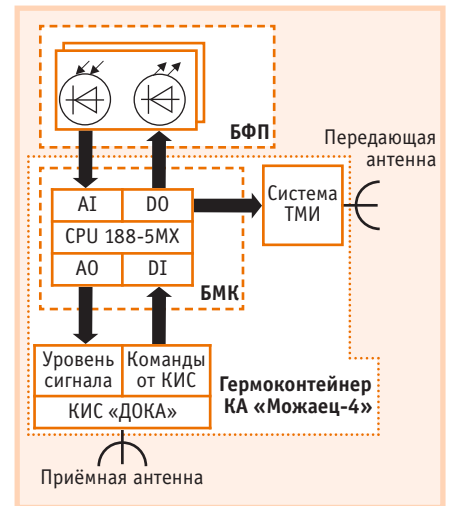 БФП
Передающая
антенна
AI
DO
Система
ТМИ
CPU 188-5MX
AO
DI
БМК
Уровень
сигнала
Команды
от КИС
КИС «ДОКА»
Гермоконтейнер
КА «Можаец-4»
Приёмная антенна